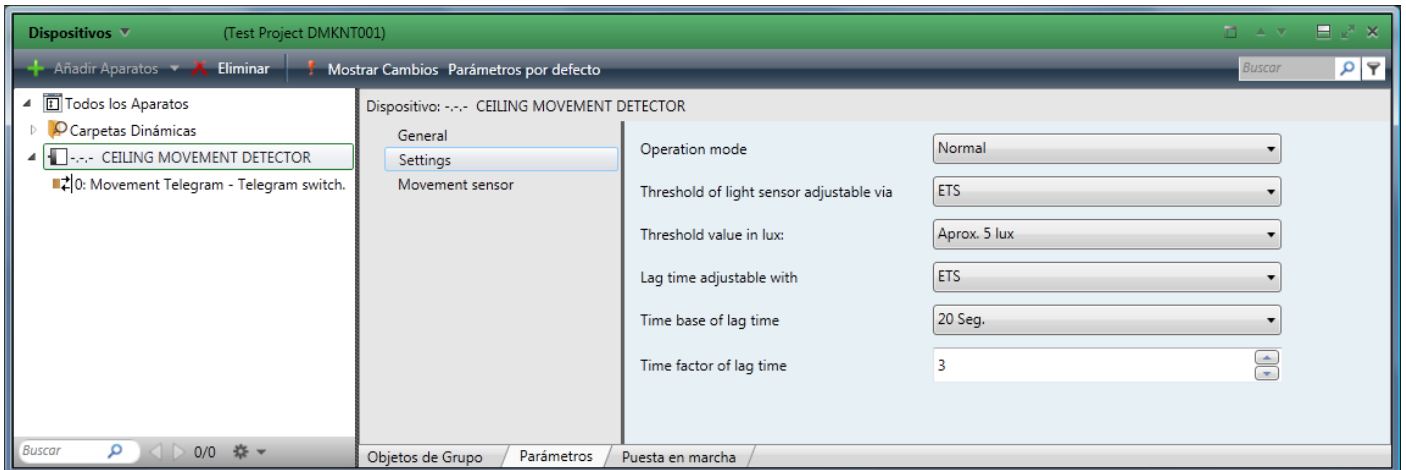 Dispositivos (Test Project DMKNT001)
Añadir Aparatos Eliminar Mostrar Cambios Parámetros por defecto Buscar
Todos los Aparatos
Carpetas Dinámicas
-.-.- CEILING MOVEMENT DETECTOR
0: Movement Telegram - Telegram switch.
Buscar 0/0
Dispositivo: -.-.- CEILING MOVEMENT DETECTOR
General
Settings
Movement sensor
Operation mode Normal
Threshold of light sensor adjustable via ETS
Threshold value in lux: Aprox. 5 lux
Lag time adjustable with ETS
Time base of lag time 20 Seg.
Time factor of lag time 3
Objetos de Grupo Parámetros Puesta en marcha